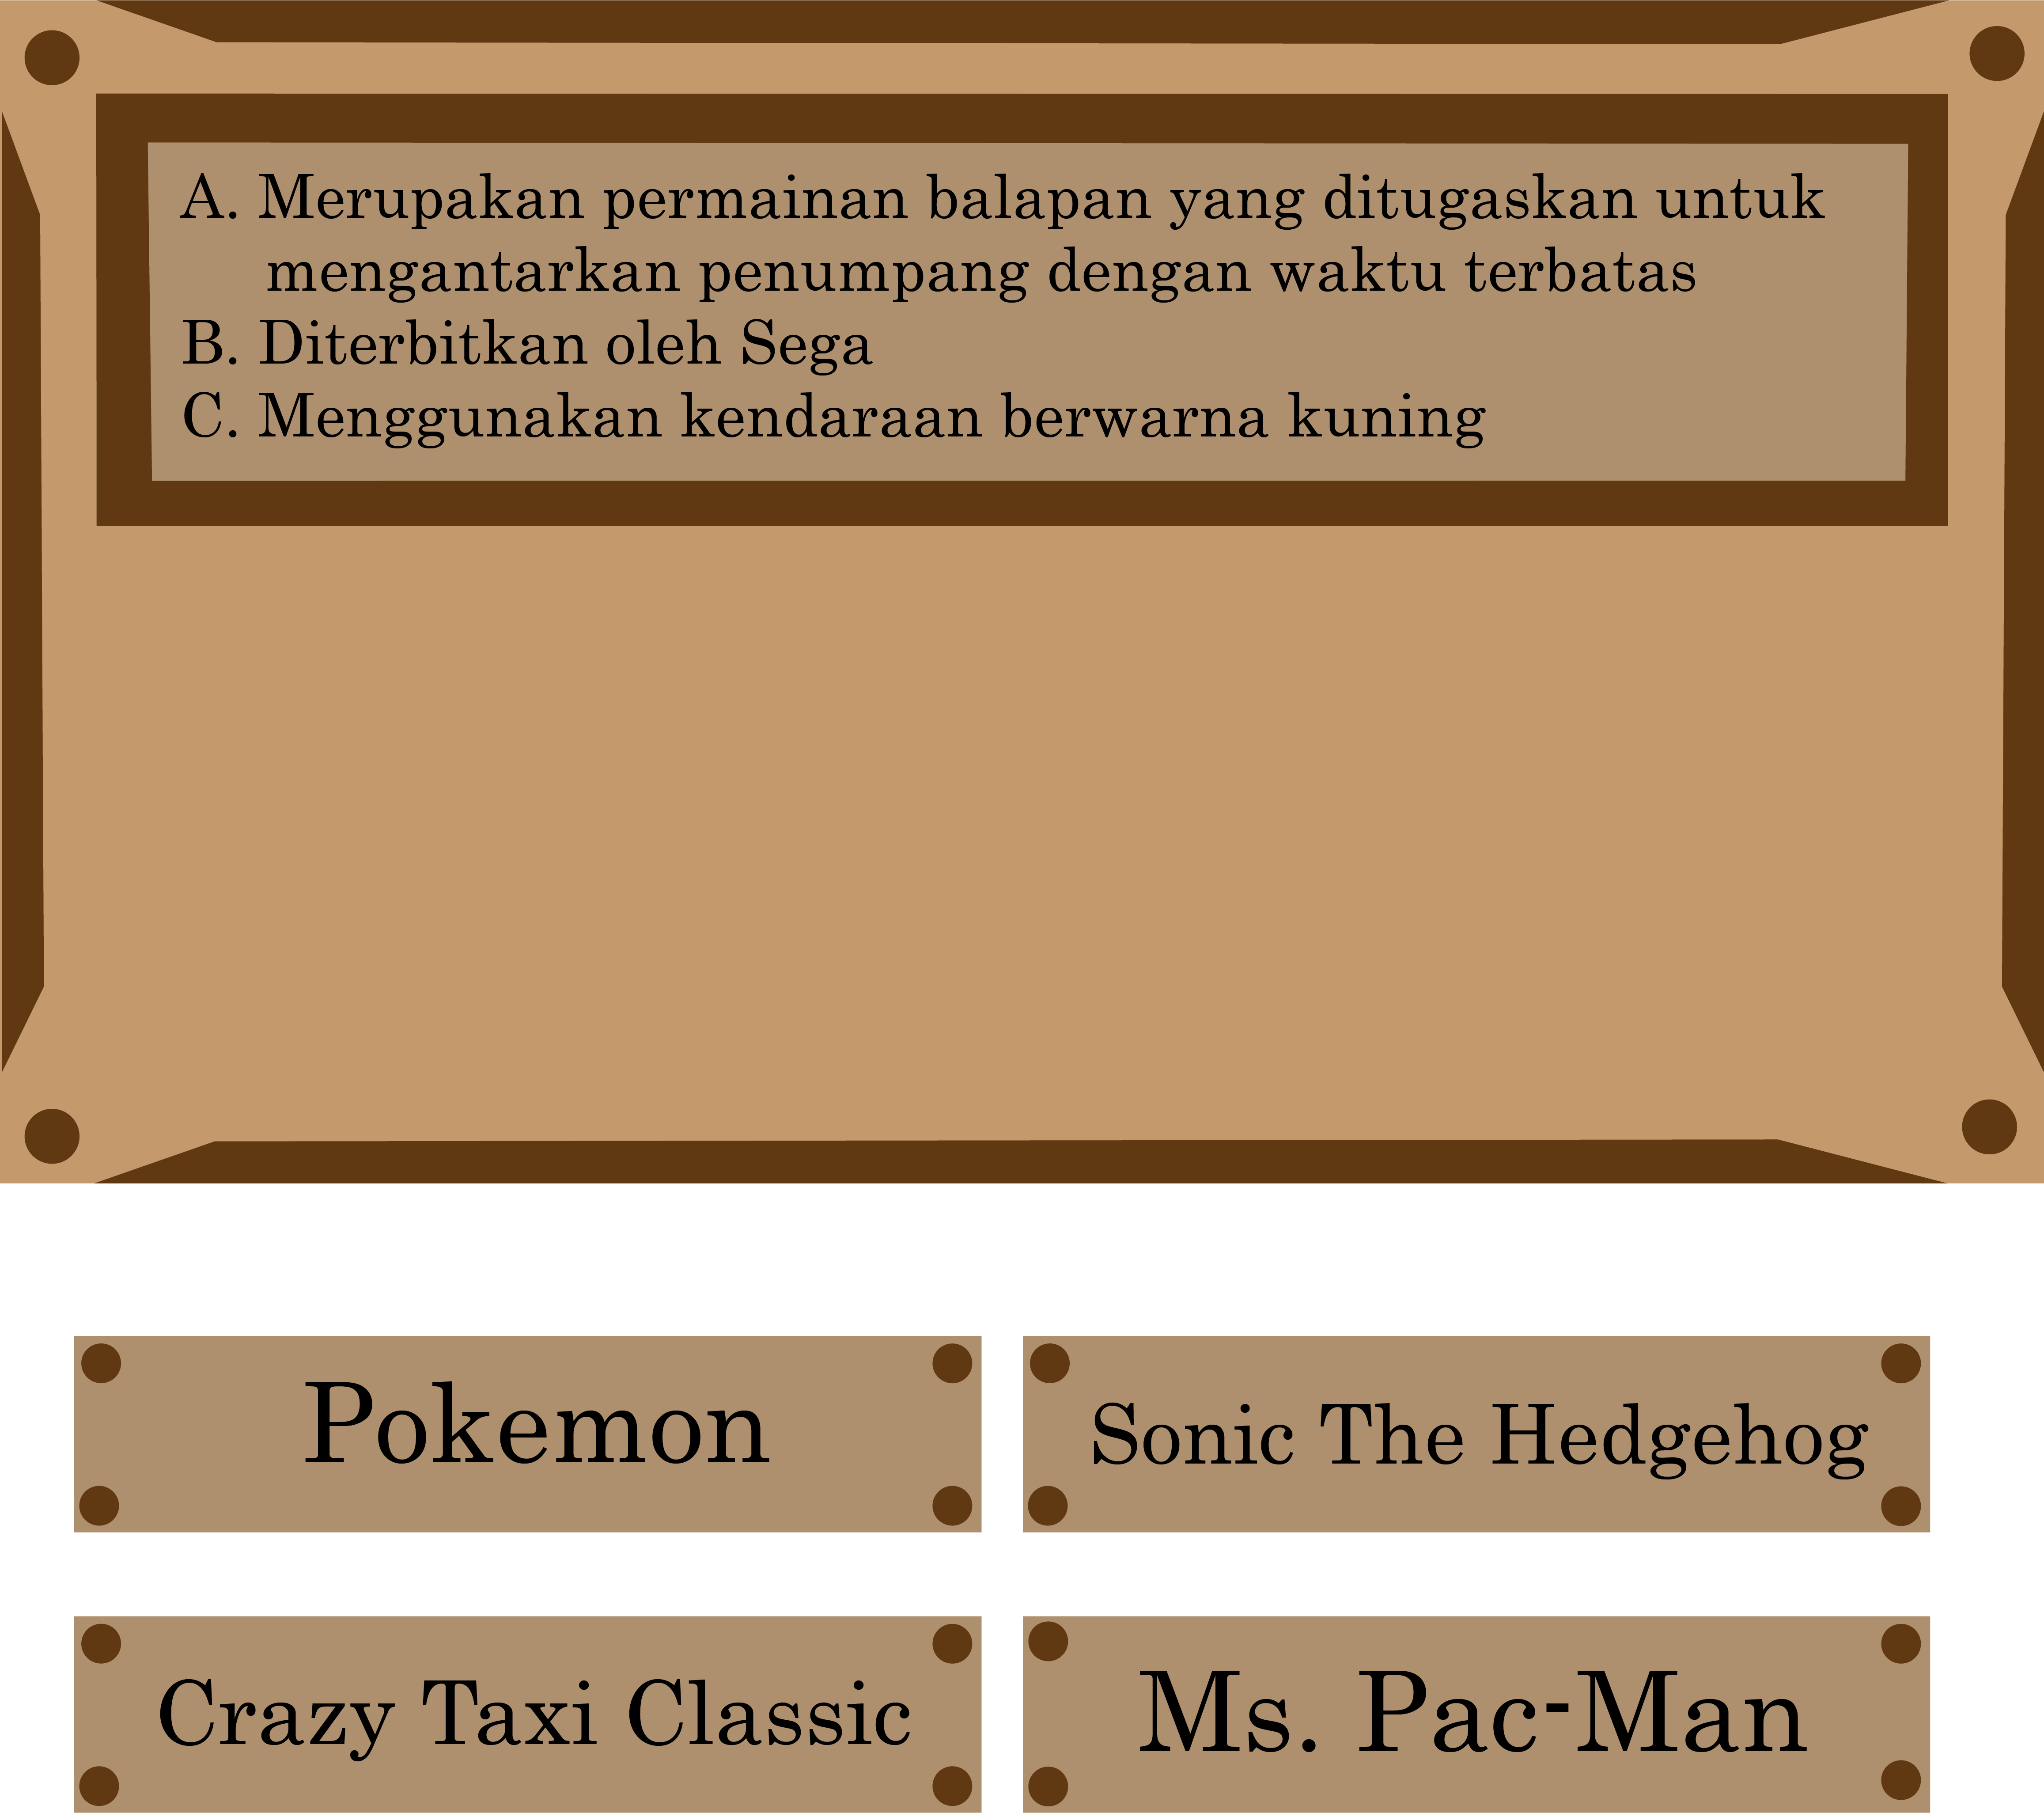 A. Merupakan permainan balapan yang ditugaskan untuk
mengantarkan penumpang dengan waktu terbatas
B. Diterbitkan oleh Sega
C. Menggunakan kendaraan berwarna kuning
Pokemon
Sonic The Hedgehog
Crazy Taxi Classic
Ms. Pac-Man